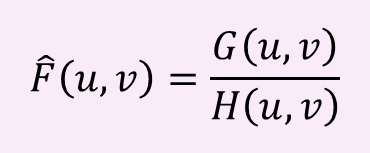 F̂(u,v) = G(u,v) / H(u,v)